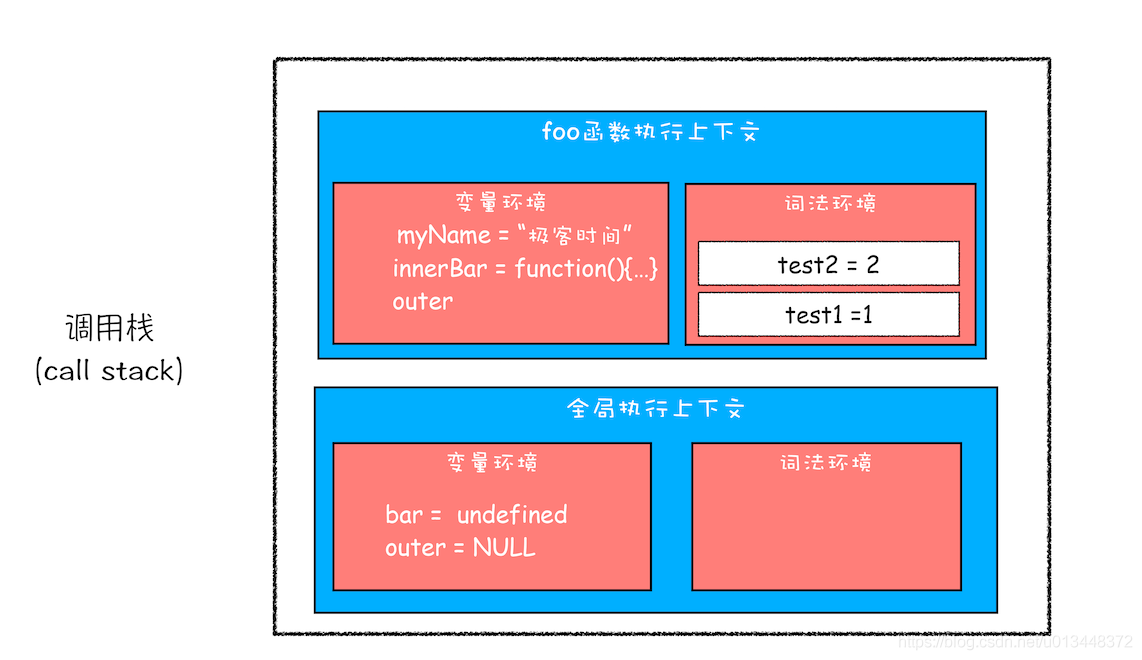 foo函数执行上下文
变量环境
myName = “极客时间”
innerBar = function(){...}
outer
词法环境
test2 = 2
test1 =1
调用栈
(call stack)
全局执行上下文
变量环境
bar = undefined
outer = NULL
词法环境
https://blog.csdn.net/u013448372